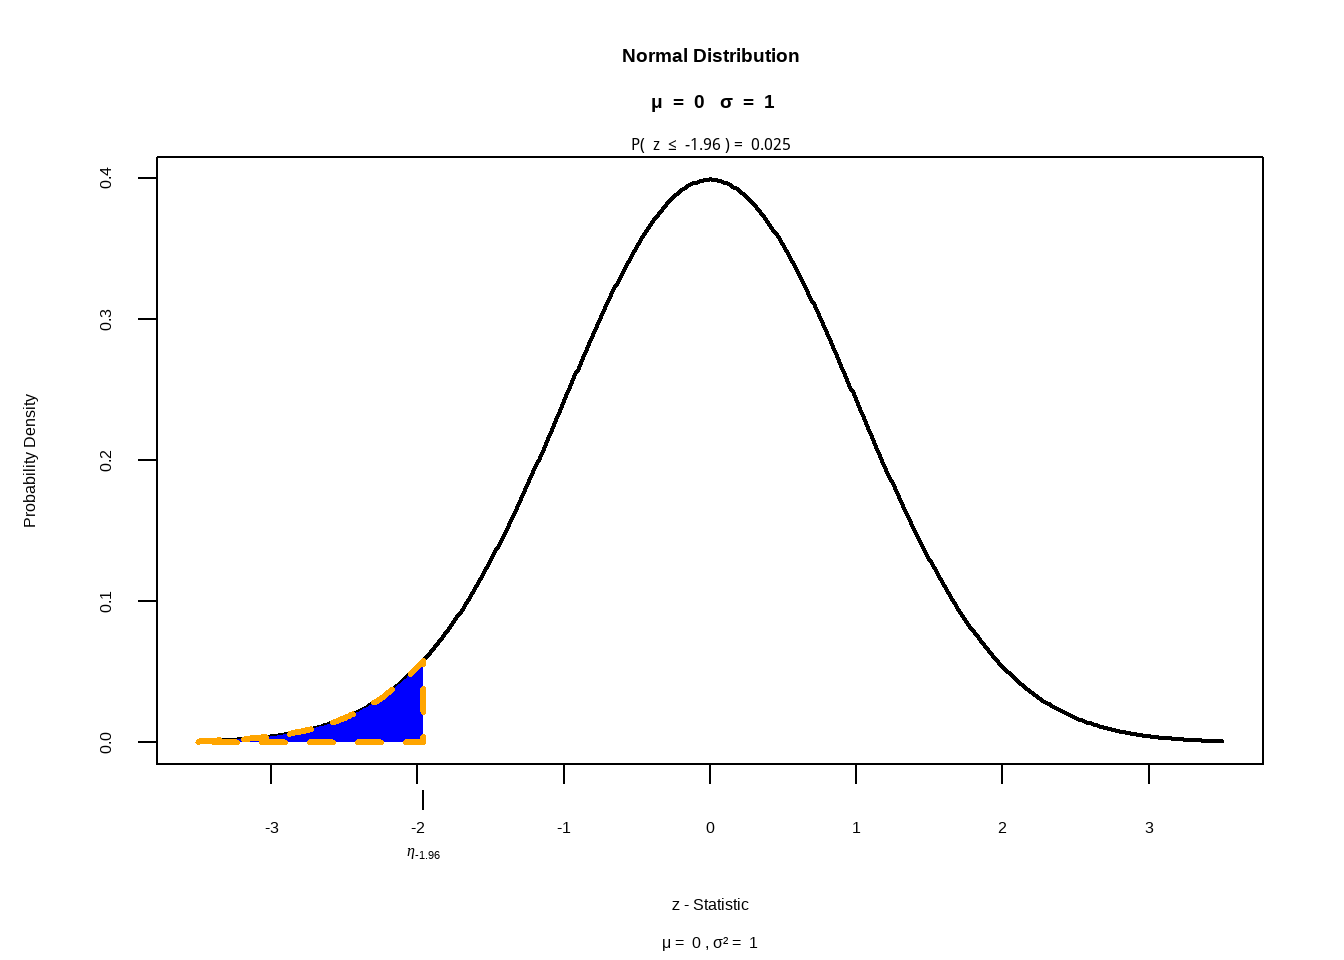 Normal Distribution
μ = 0 σ = 1
P( z ≤ -1.96 ) = 0.025
Probability Density
0.4
0.3
0.2
0.1
0.0
-3 -2 -1 0 1 2 3
η-1.96
z - Statistic
μ = 0 , σ² = 1